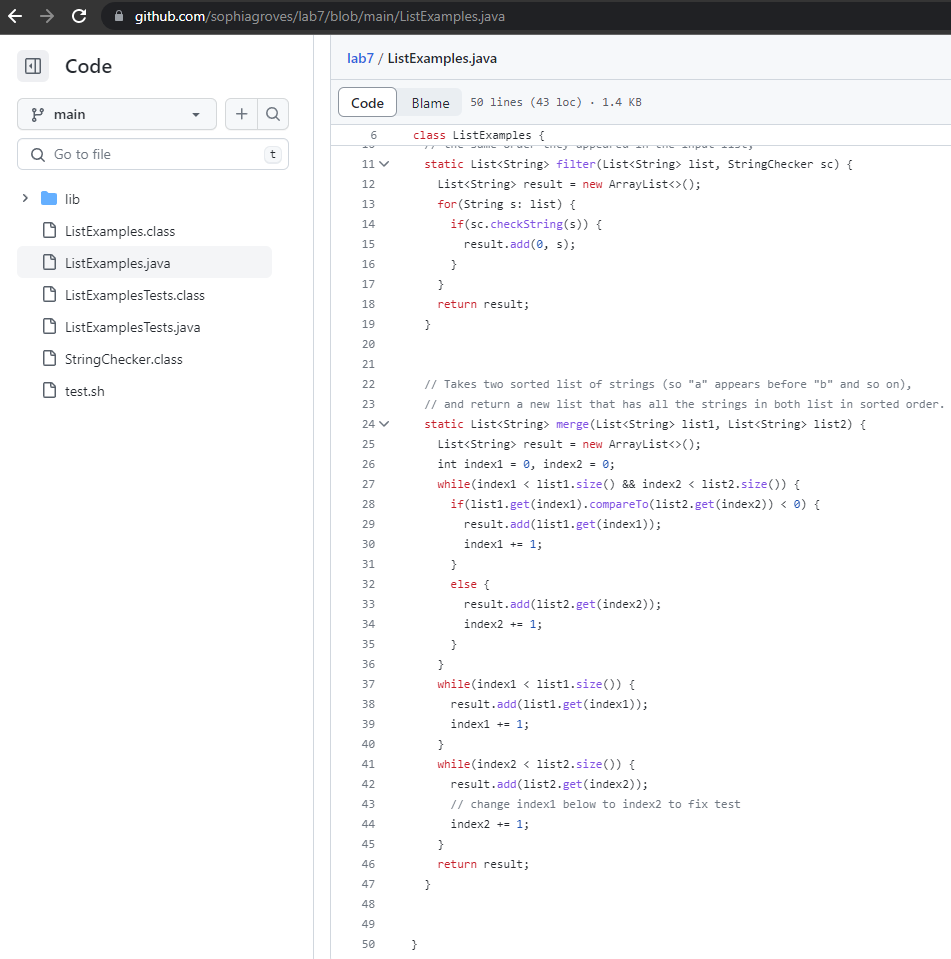 github.com/sophiagroves/lab7/blob/main/ListExamples.java
Code
main
Go to file
t
lib
ListExamples.class
ListExamples.java
ListExamplesTests.class
ListExamplesTests.java
StringChecker.class
test.sh
lab7 / ListExamples.java
Code Blame 50 lines (43 loc) · 1.4 KB
6 class ListExamples {
10 // the same order they appeared in the input list;
11 static List<String> filter(List<String> list, StringChecker sc) {
12 List<String> result = new ArrayList<>();
13 for(String s: list) {
14 if(sc.checkString(s)) {
15 result.add(0, s);
16 }
17 }
18 return result;
19 }
20
21
22 // Takes two sorted list of strings (so "a" appears before "b" and so on),
23 // and return a new list that has all the strings in both list in sorted order.
24 static List<String> merge(List<String> list1, List<String> list2) {
25 List<String> result = new ArrayList<>();
26 int index1 = 0, index2 = 0;
27 while(index1 < list1.size() && index2 < list2.size()) {
28 if(list1.get(index1).compareTo(list2.get(index2)) < 0) {
29 result.add(list1.get(index1));
30 index1 += 1;
31 }
32 else {
33 result.add(list2.get(index2));
34 index2 += 1;
35 }
36 }
37 while(index1 < list1.size()) {
38 result.add(list1.get(index1));
39 index1 += 1;
40 }
41 while(index2 < list2.size()) {
42 result.add(list2.get(index2));
43 // change index1 below to index2 to fix test
44 index2 += 1;
45 }
46 return result;
47 }
48
49
50 }